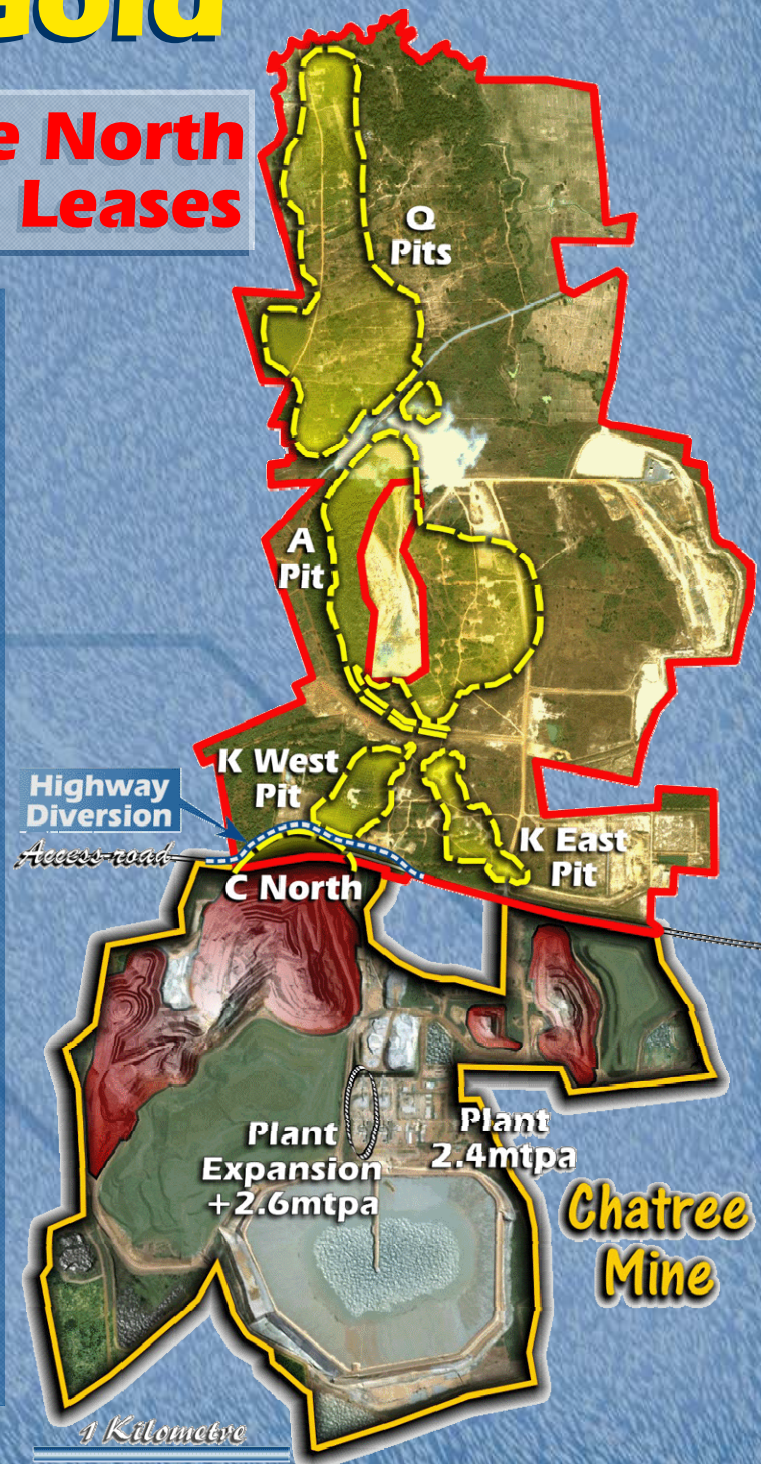 Gold
e North
Leases
Q
Pits
A
Pit
K West
Pit
Highway
Diversion
Access road
K East
Pit
C North
Plant
Expansion
+2.6mtpa
Plant
2.4mtpa
Chatree
Mine
1 Kilometre